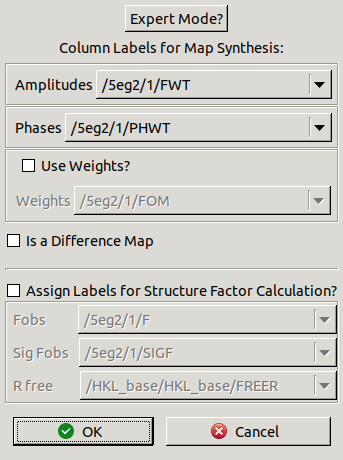 Expert Mode?
Column Labels for Map Synthesis:
Amplitudes /5eg2/1/FWT
Phases /5eg2/1/PHWT
Use Weights?
Weights /5eg2/1/FOM
Is a Difference Map
Assign Labels for Structure Factor Calculation?
Fobs /5eg2/1/F
Sig Fobs /5eg2/1/SIGF
R free /HKL_base/HKL_base/FREER
OK Cancel